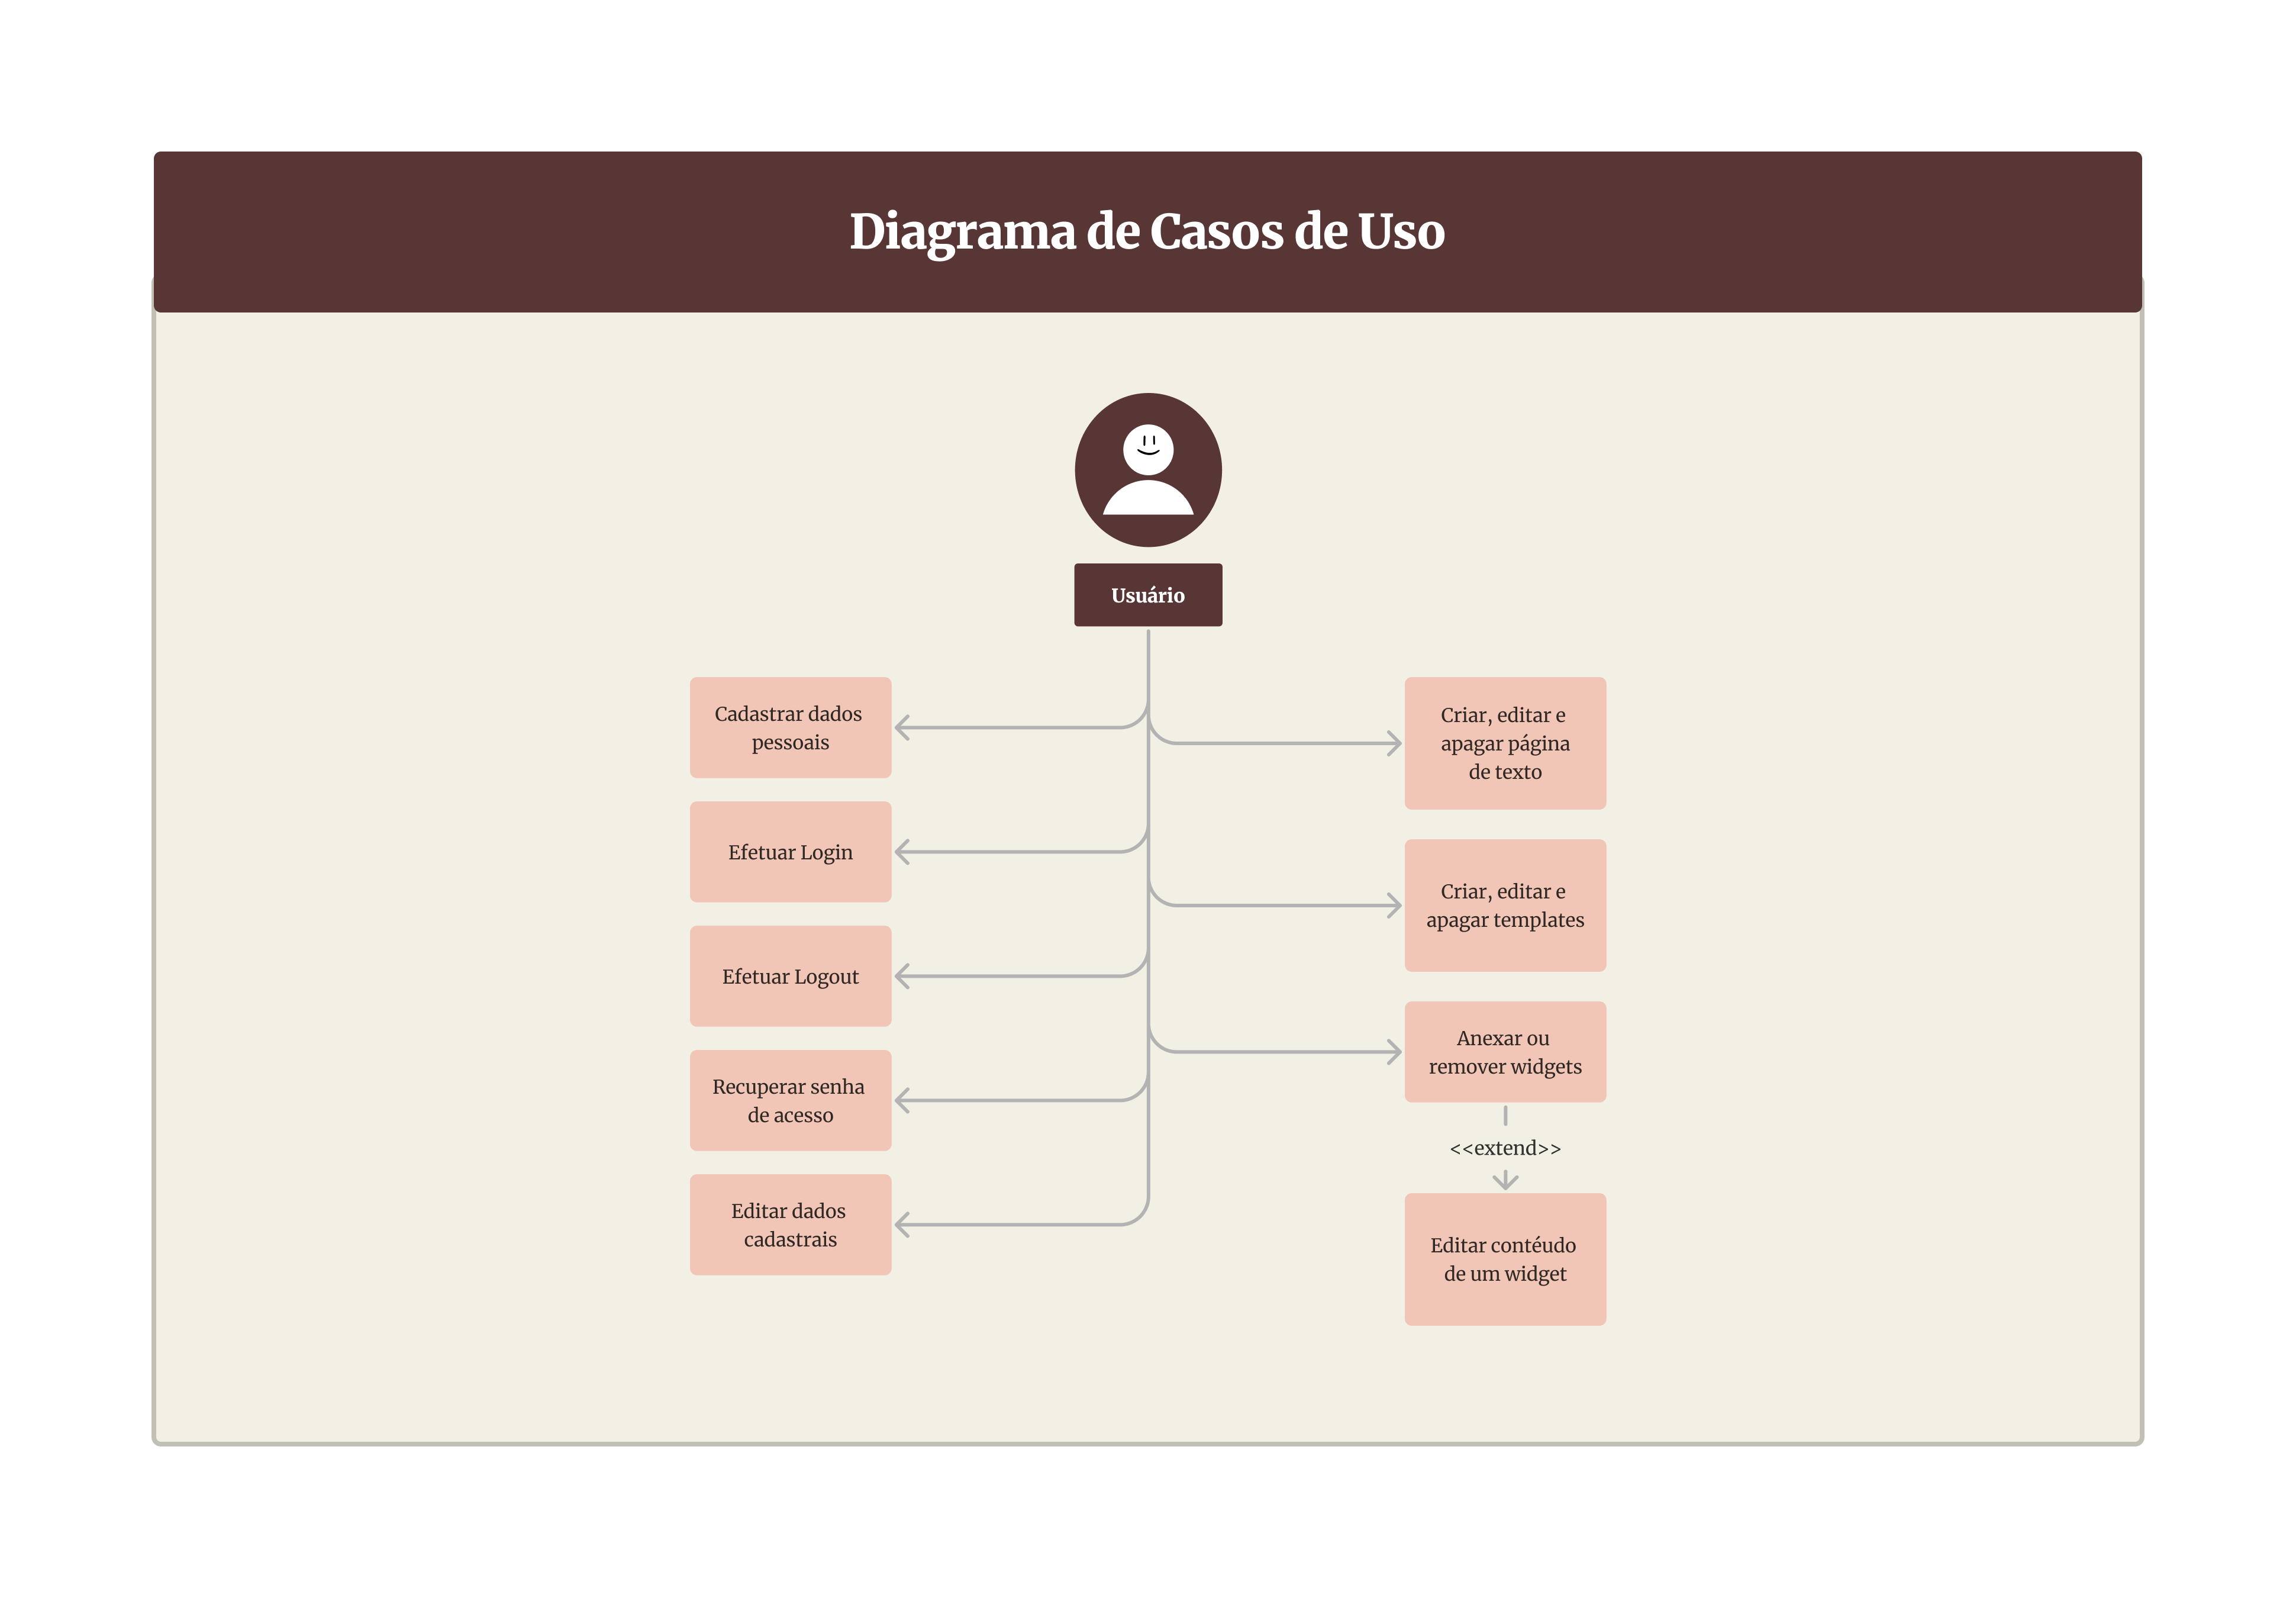 Diagrama de Casos de Uso
Usuário
Cadastrar dados
pessoais
Efetuar Login
Efetuar Logout
Recuperar senha
de acesso
Editar dados
cadastrais
Criar, editar e
apagar página
de texto
Criar, editar e
apagar templates
Anexar ou
remover widgets
<<extend>>
Editar contéudo
de um widget